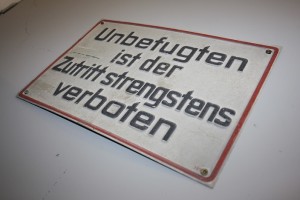 Unbefugten
ist der
Zutritt strengstens
verboten